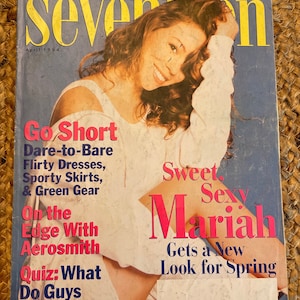 seventeen
Go Short
Dare-to-Bare
Flirty Dresses,
Sporty Skirts,
& Green Gear
On the
Edge With
Aerosmith
Quiz: What
Do Guys
Sweet,
Sexy
Mariah
Gets a New
Look for Spring